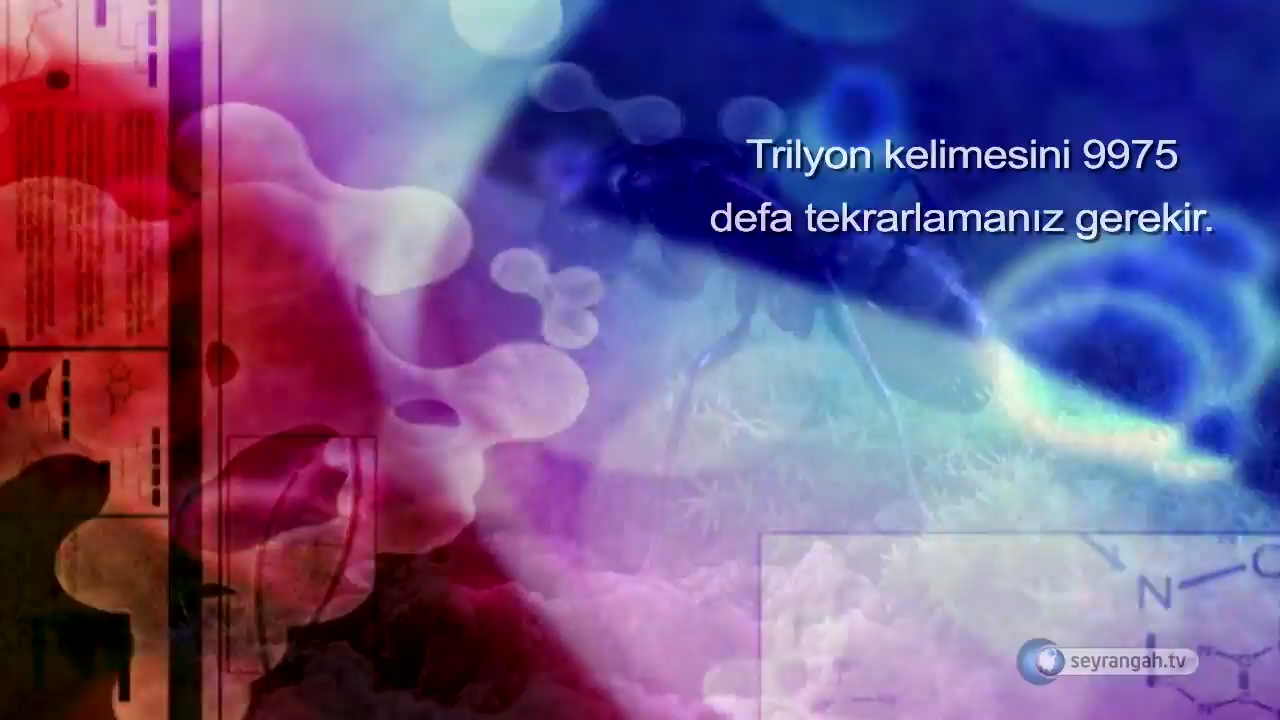 Trilyon kelimesini 9975
defa tekrarlamanız gerekir.
N
C
seyrangah.tv